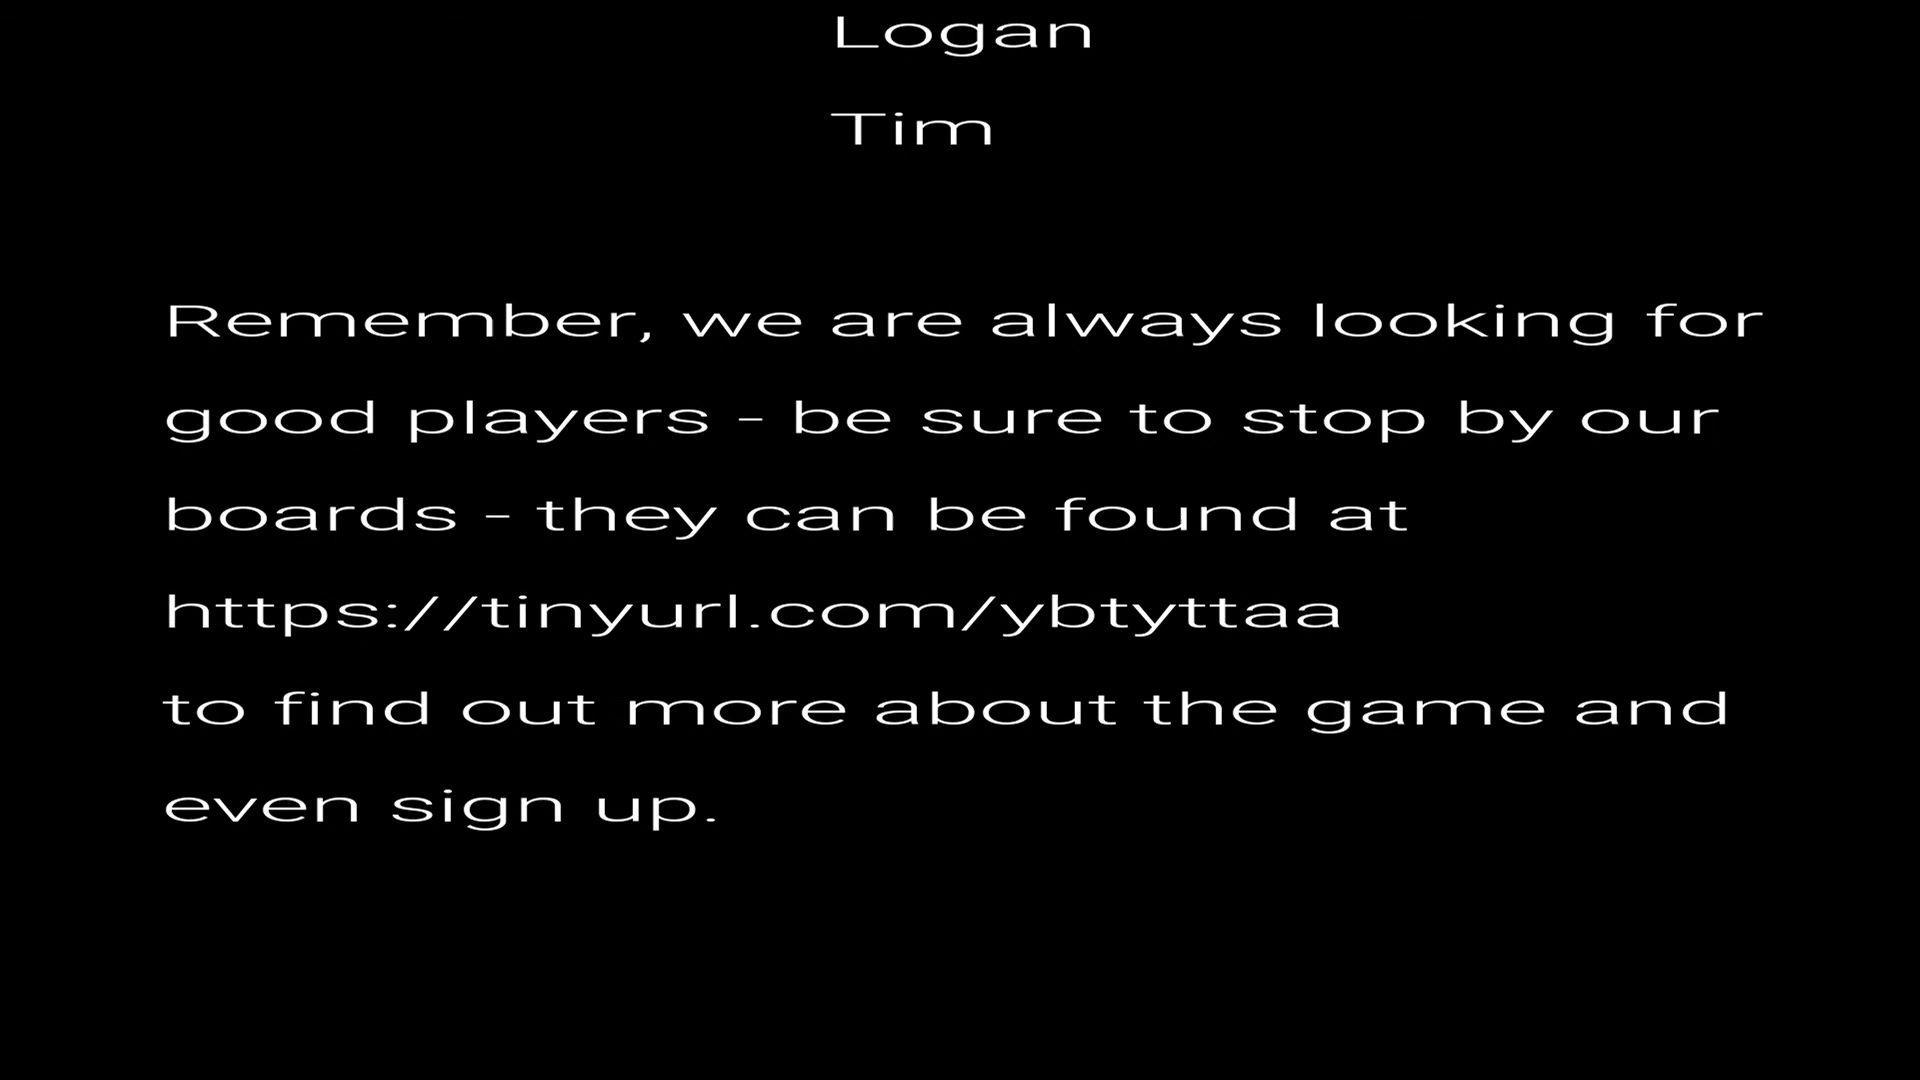 Logan
Tim
Remember, we are always looking for
good players - be sure to stop by our
boards - they can be found at
https://tinyurl.com/ybtyttaa
to find out more about the game and
even sign up.